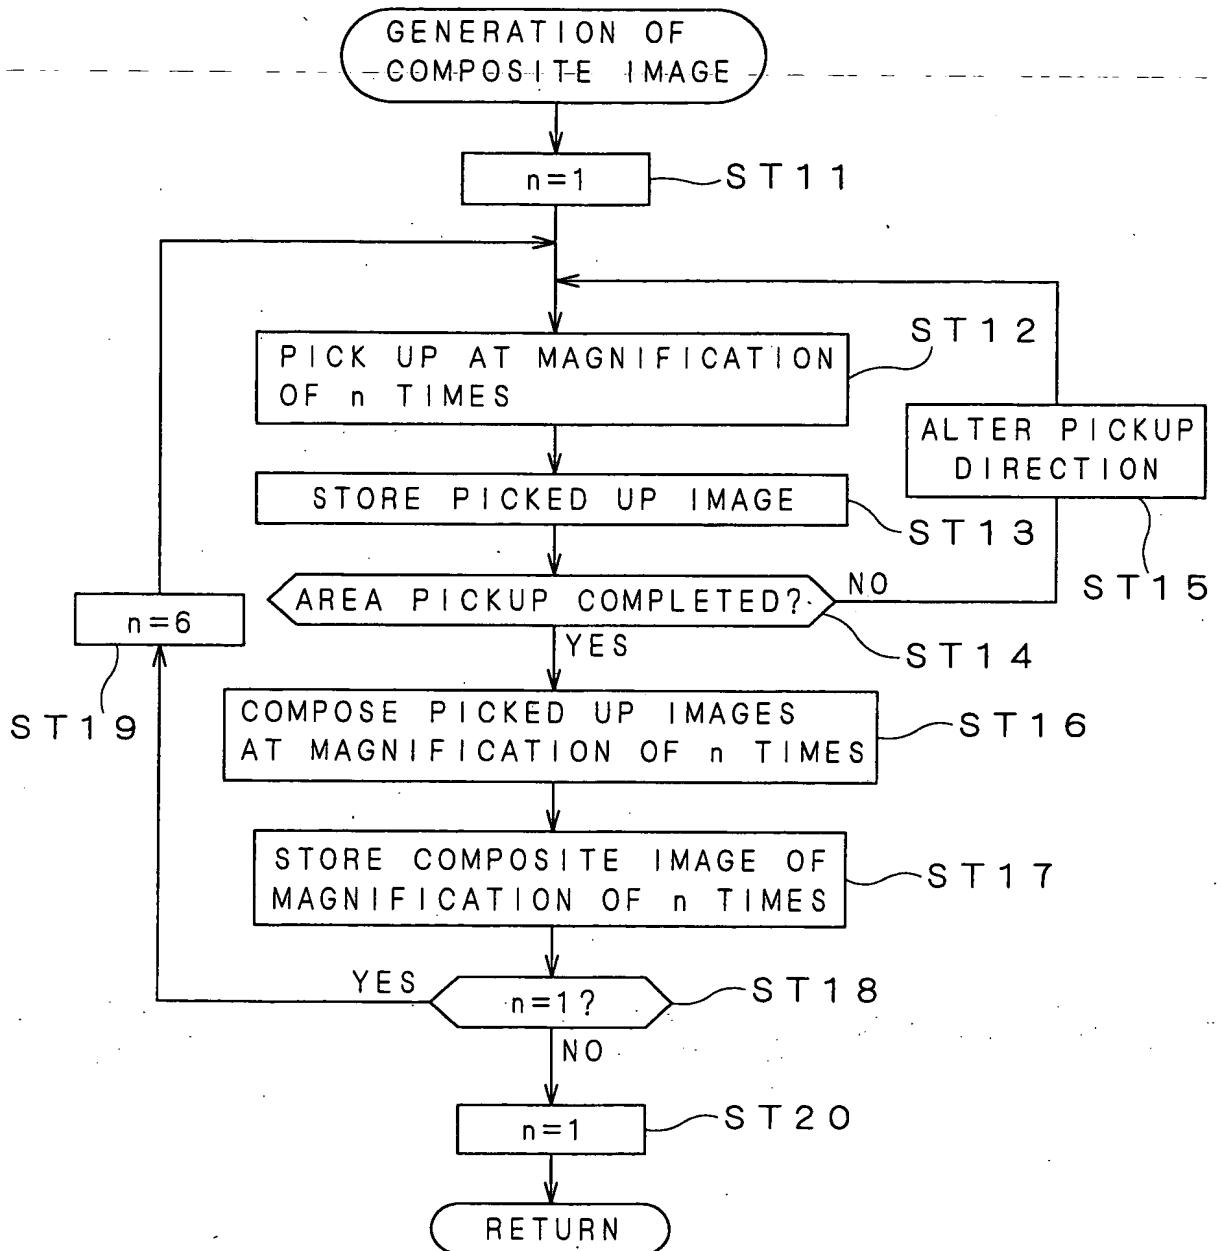 GENERATION OF
COMPOSITE IMAGE
n=1
ST11
PICK UP AT MAGNIFICATION
OF n TIMES
ST12
ALTER PICKUP
DIRECTION
ST15
STORE PICKED UP IMAGE
ST13
AREA PICKUP COMPLETED?
NO
YES
ST14
n=6
ST19
COMPOSE PICKED UP IMAGES
AT MAGNIFICATION OF n TIMES
ST16
STORE COMPOSITE IMAGE OF
MAGNIFICATION OF n TIMES
ST17
YES
n=1?
ST18
NO
n=1
ST20
RETURN